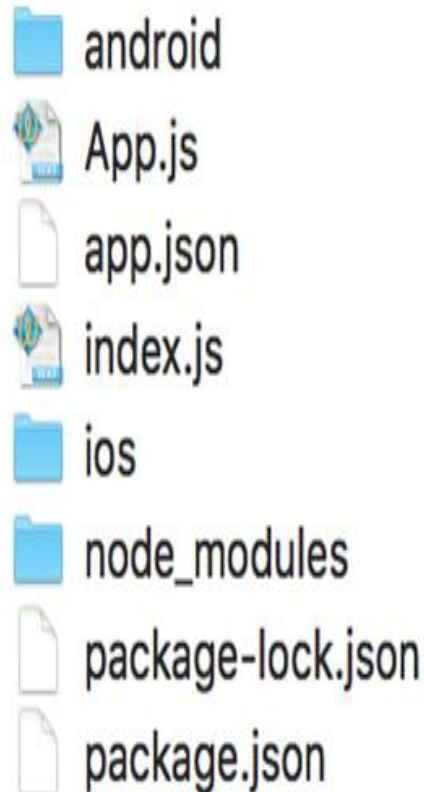 android
App.js
app.json
index.js
ios
node_modules
package-lock.json
package.json